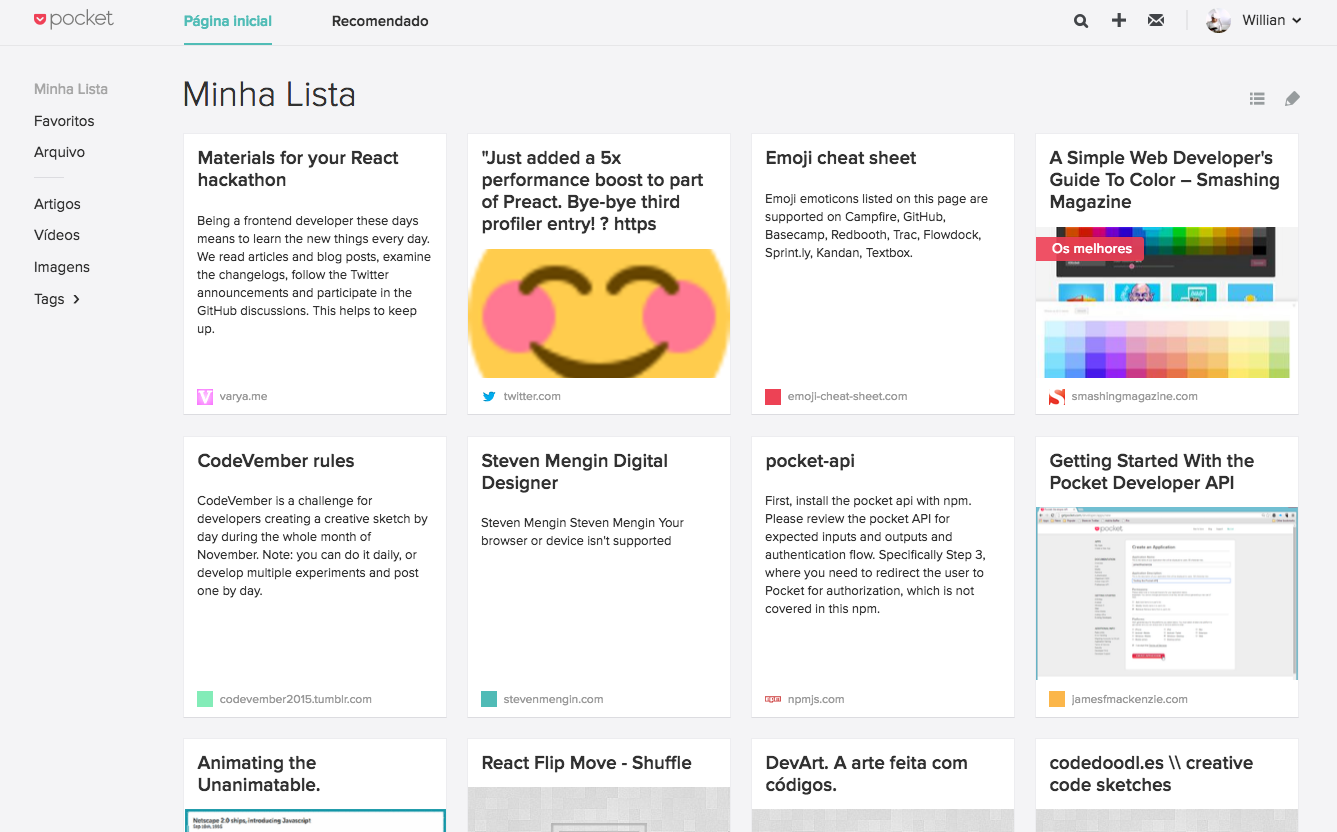 pocket
Página inicial
Recomendado
Willian
Minha Lista
Favoritos
Arquivo
Artigos
Vídeos
Imagens
Tags
Minha Lista
Materials for your React
hackathon
Being a frontend developer these days
means to learn the new things every day.
We read articles and blog posts, examine
the changelogs, follow the Twitter
announcements and participate in the
GitHub discussions. This helps to keep
up.
varya.me
"Just added a 5x
performance boost to part
of Preact. Bye-bye third
profiler entry! ? https
twitter.com
Emoji cheat sheet
Emoji emoticons listed on this page are
supported on Campfire, GitHub,
Basecamp, Redbooth, Trac, Flowdock,
Sprint.ly, Kandan, Textbox.
emoji-cheat-sheet.com
A Simple Web Developer's
Guide To Color – Smashing
Magazine
Os melhores
smashingmagazine.com
CodeVember rules
CodeVember is a challenge for
developers creating a creative sketch by
day during the whole month of
November. Note: you can do it daily, or
develop multiple experiments and post
one by day.
codevember2015.tumblr.com
Steven Mengin Digital
Designer
Steven Mengin Steven Mengin Your
browser or device isn't supported
stevenmengin.com
pocket-api
First, install the pocket api with npm.
Please review the pocket API for
expected inputs and outputs and
authentication flow. Specifically Step 3,
where you need to redirect the user to
Pocket for authorization, which is not
covered in this npm.
npmjs.com
Getting Started With the
Pocket Developer API
pocket
Create an Application
jamesfmackenzie.com
Animating the
Unanimatable.
Netscape 2.0 ships, introducing Javascript
React Flip Move - Shuffle
DevArt. A arte feita com
códigos.
codedoodl.es \\ creative
code sketches